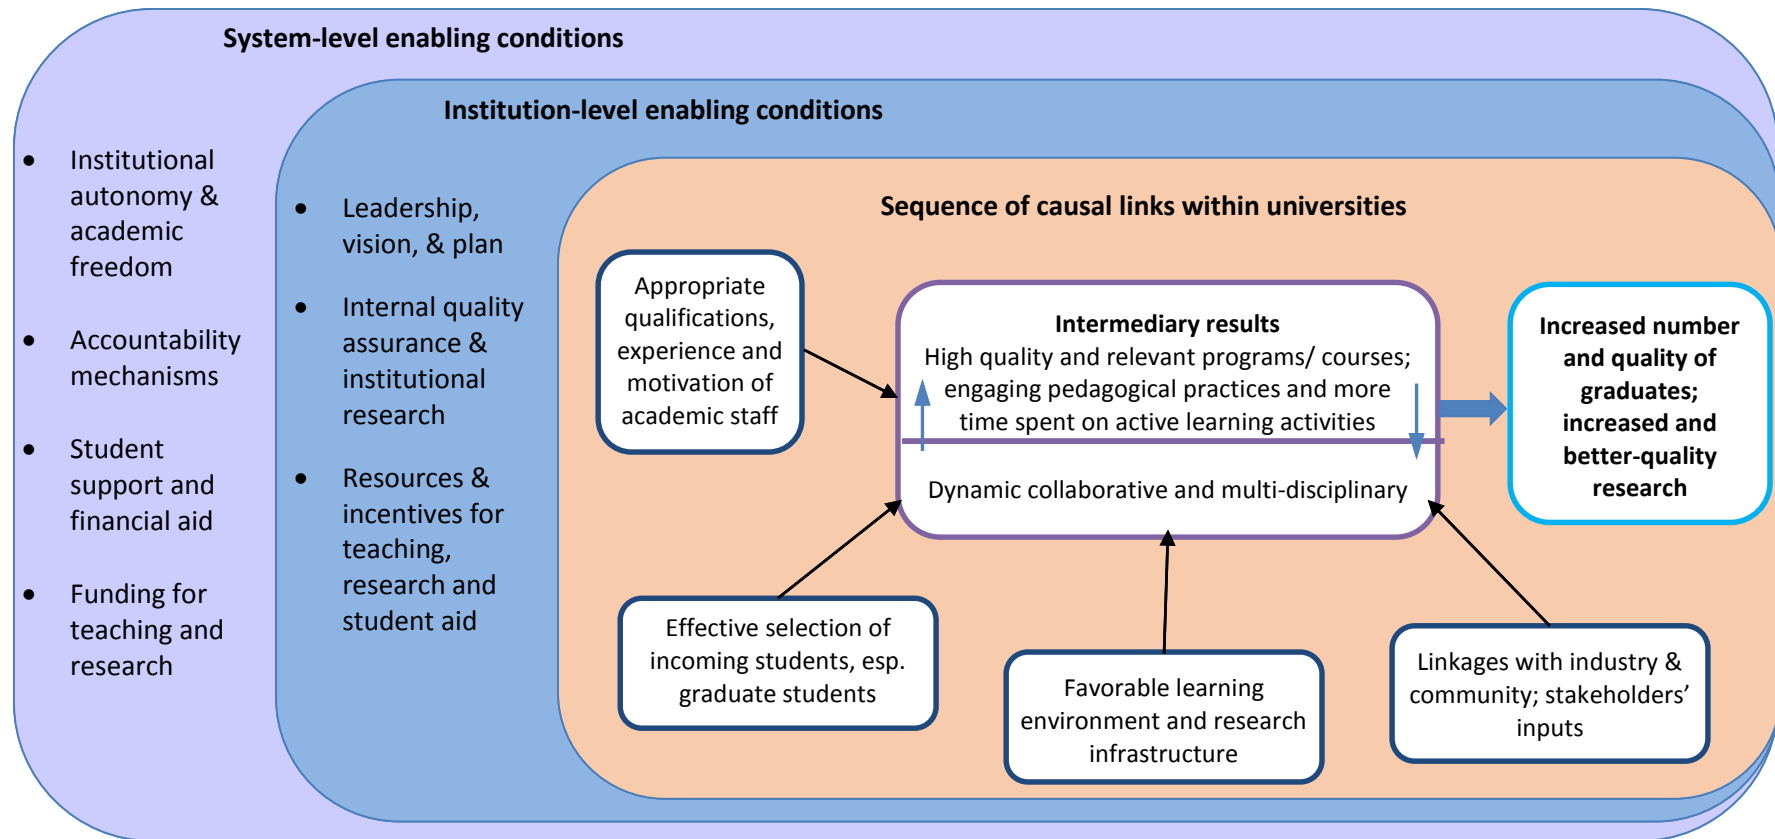 System-level enabling conditions
Institution-level enabling conditions
Sequence of causal links within universities
• Institutional
autonomy &
academic
freedom
• Accountability
mechanisms
• Student
support and
financial aid
• Funding for
teaching and
research
• Leadership,
vision, & plan
• Internal quality
assurance &
institutional
research
• Resources &
incentives for
teaching,
research and
student aid
Appropriate
qualifications,
experience and
motivation of
academic staff
Intermediary results
High quality and relevant programs/ courses;
engaging pedagogical practices and more
time spent on active learning activities
Dynamic collaborative and multi-disciplinary
Increased number
and quality of
graduates;
increased and
better-quality
research
Effective selection of
incoming students, esp.
graduate students
Favorable learning
environment and research
infrastructure
Linkages with industry &
community; stakeholders’
inputs